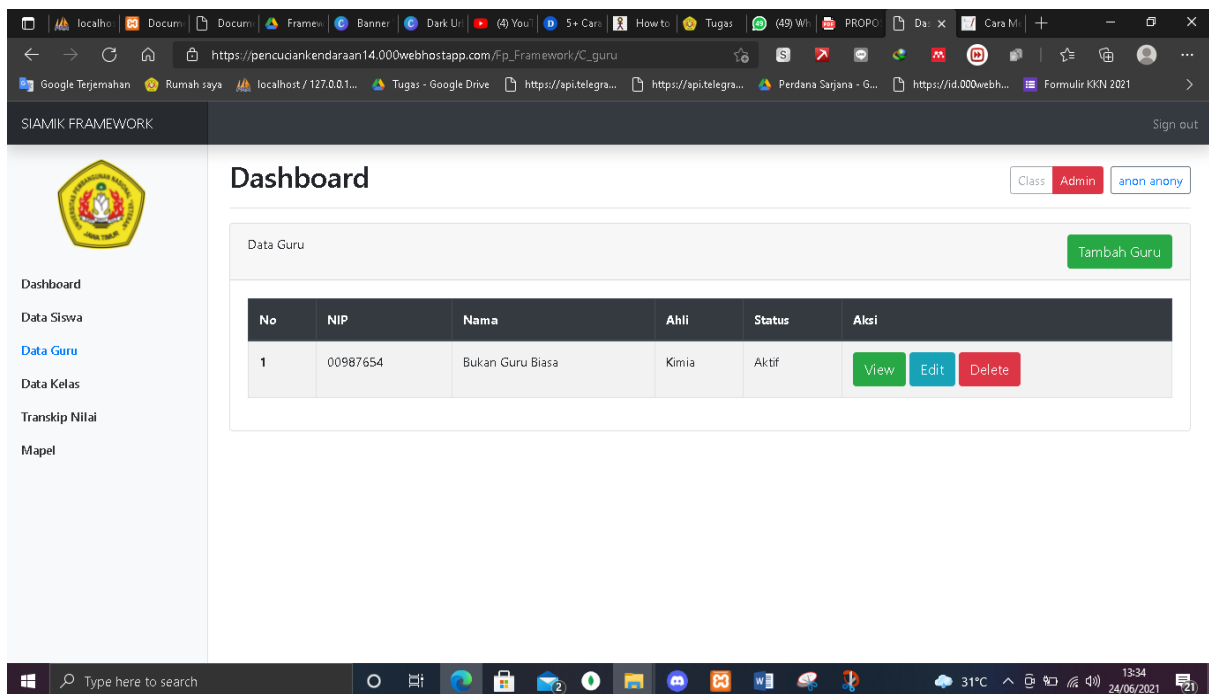 localho
Docum
Docum
Framew
Banner
Dark Ur
(4) You
5+ Cara
How to
Tugas
(49) Wh
PROPO
Da
Cara M
https://pencuciankendaraan14.000webhostapp.com/Fp_Framework/C_guru
Google Terjemahan
Rumah saya
localhost / 127.0.0.1...
Tugas - Google Drive
https://api.telegra...
https://api.telegra...
Perdana Sarjana - G...
https://id.000webh...
Formulir KKN 2021
SIAMIK FRAMEWORK
Sign out
JAWA TIMUR
Dashboard
Class Admin
anon anony
Data Guru
Tambah Guru
Dashboard
Data Siswa
Data Guru
Data Kelas
Transkip Nilai
Mapel
No NIP Nama Ahli Status Aksi
1 00987654 Bukan Guru Biasa Kimia Aktif View Edit Delete
Type here to search
31°C
13:34
24/06/2021